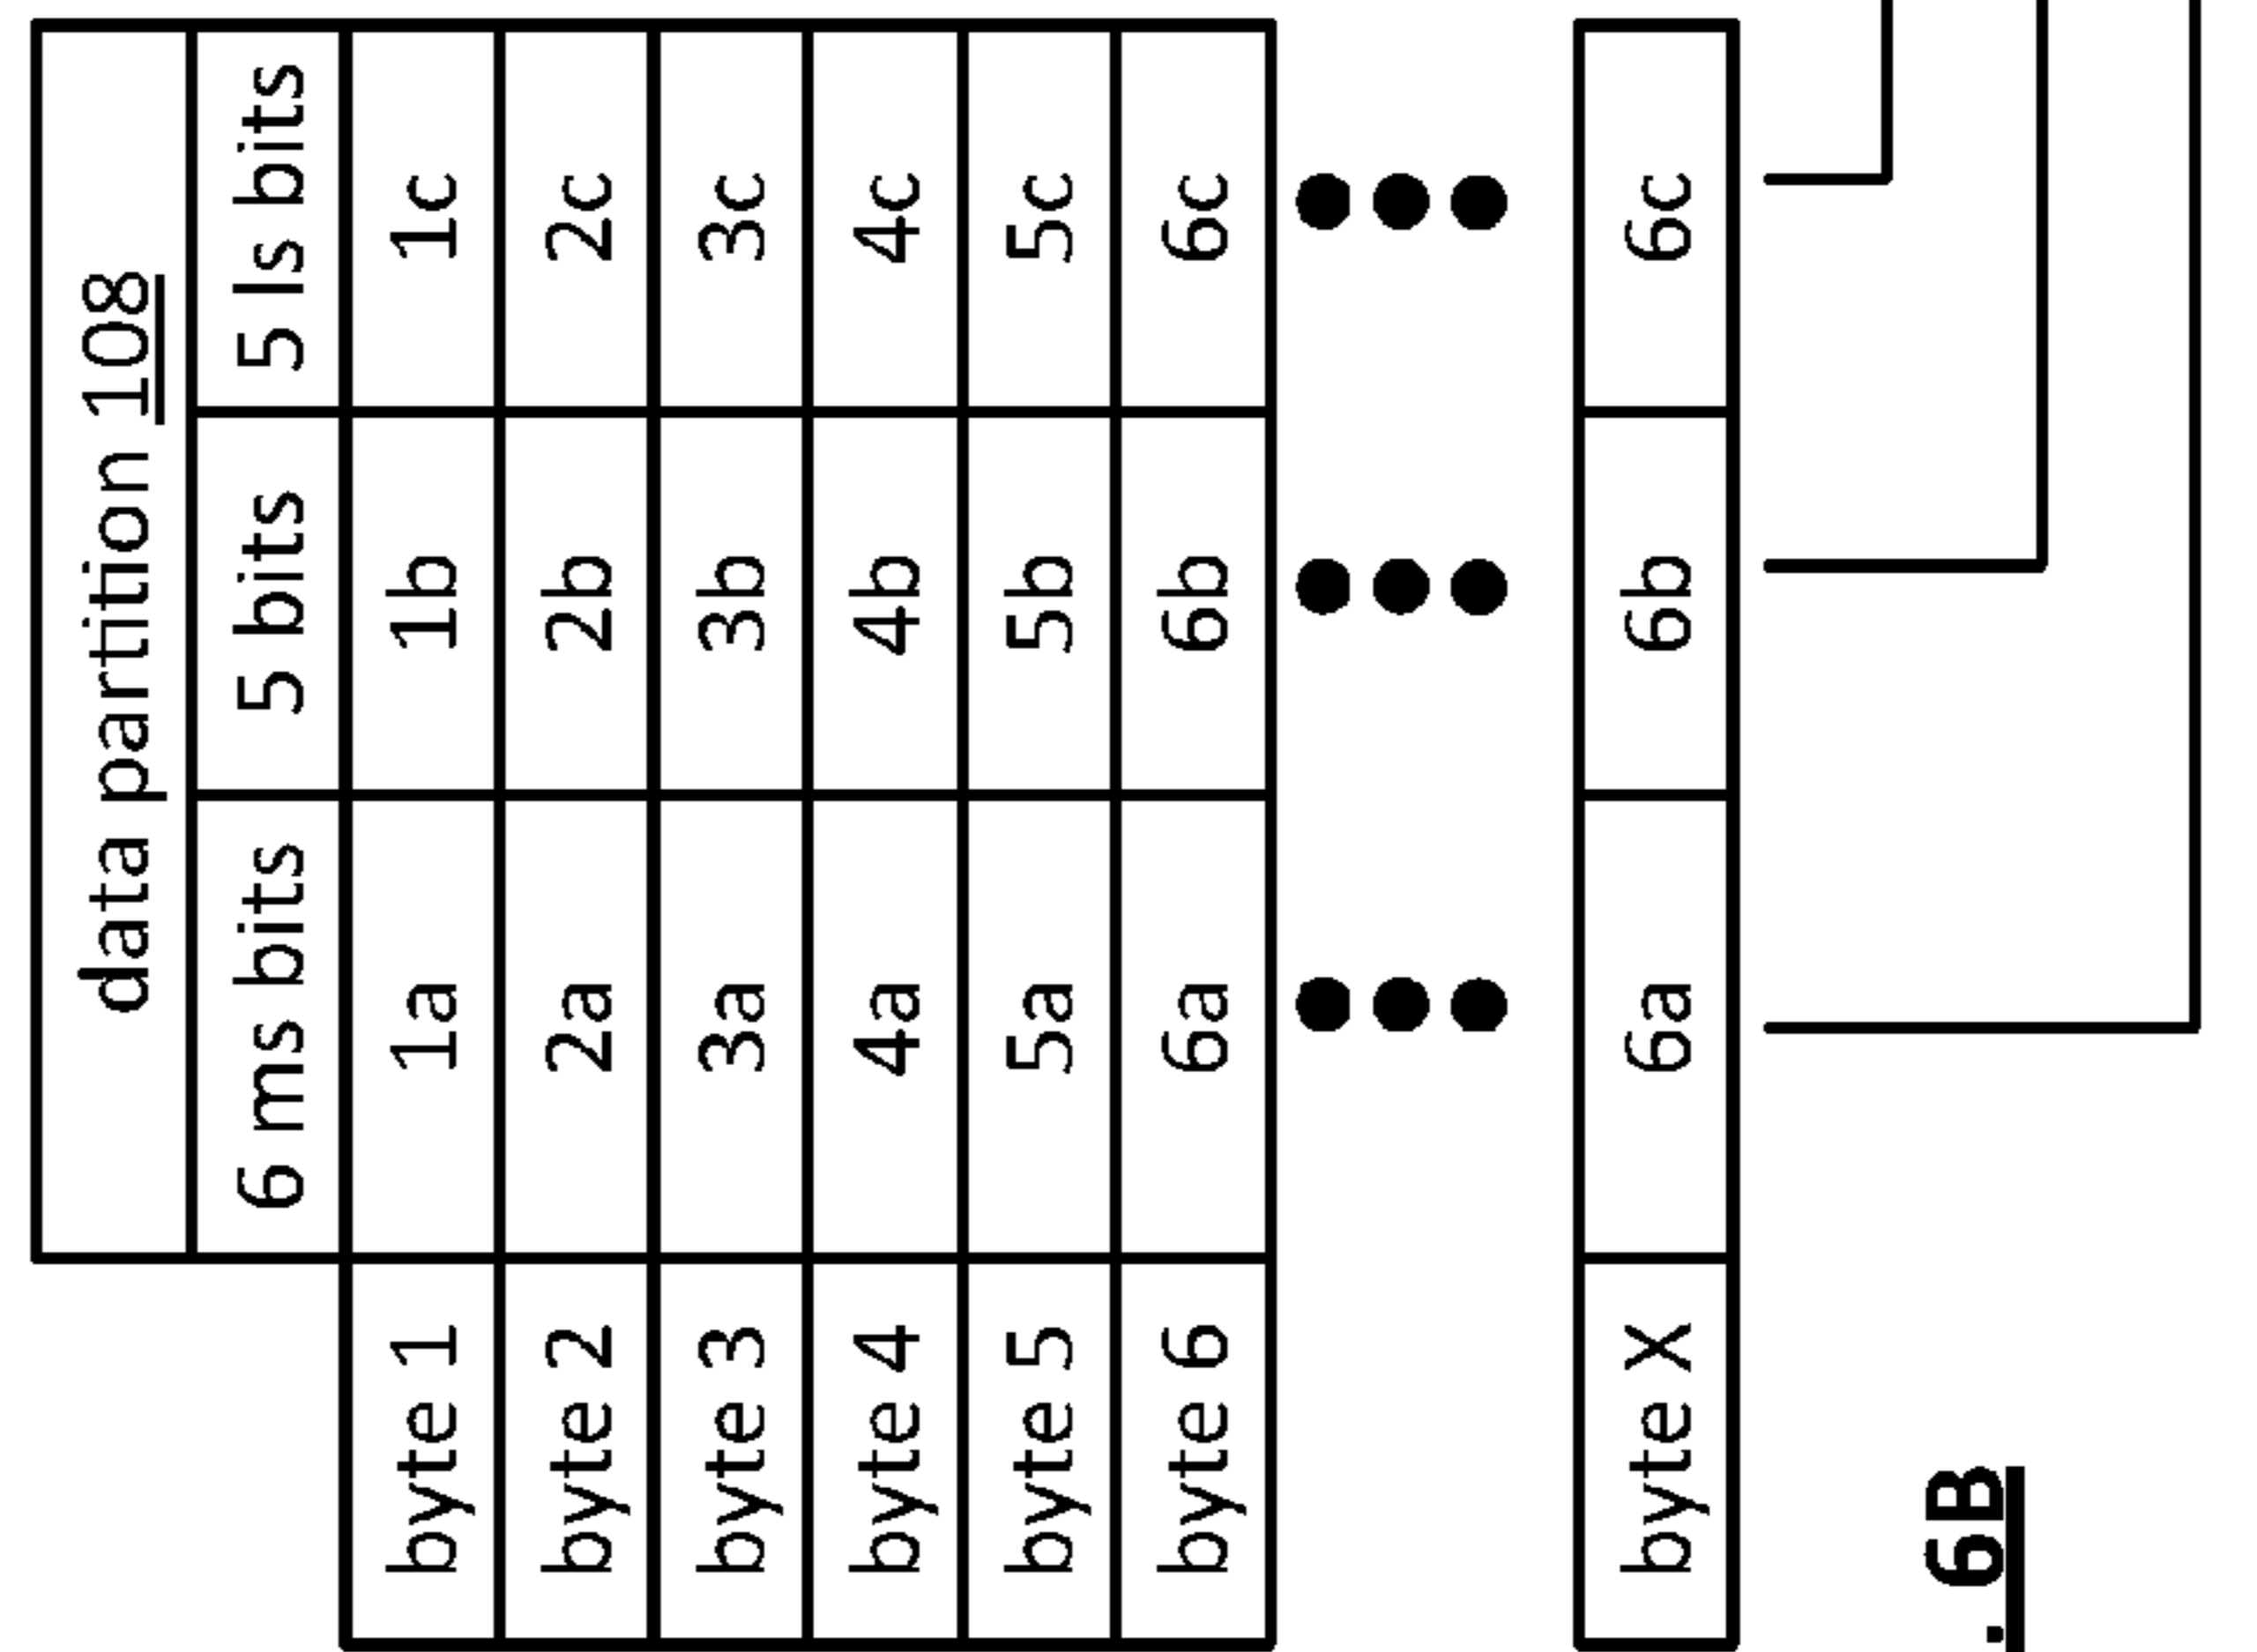 data partition 108
6 ms bits 5 bits 5 ls bits
byte 1 1a 1b 1c
byte 2 2a 2b 2c
byte 3 3a 3b 3c
byte 4 4a 4b 4c
byte 5 5a 5b 5c
byte 6 6a 6b 6c
byte X 6a 6b 6c
. 6B